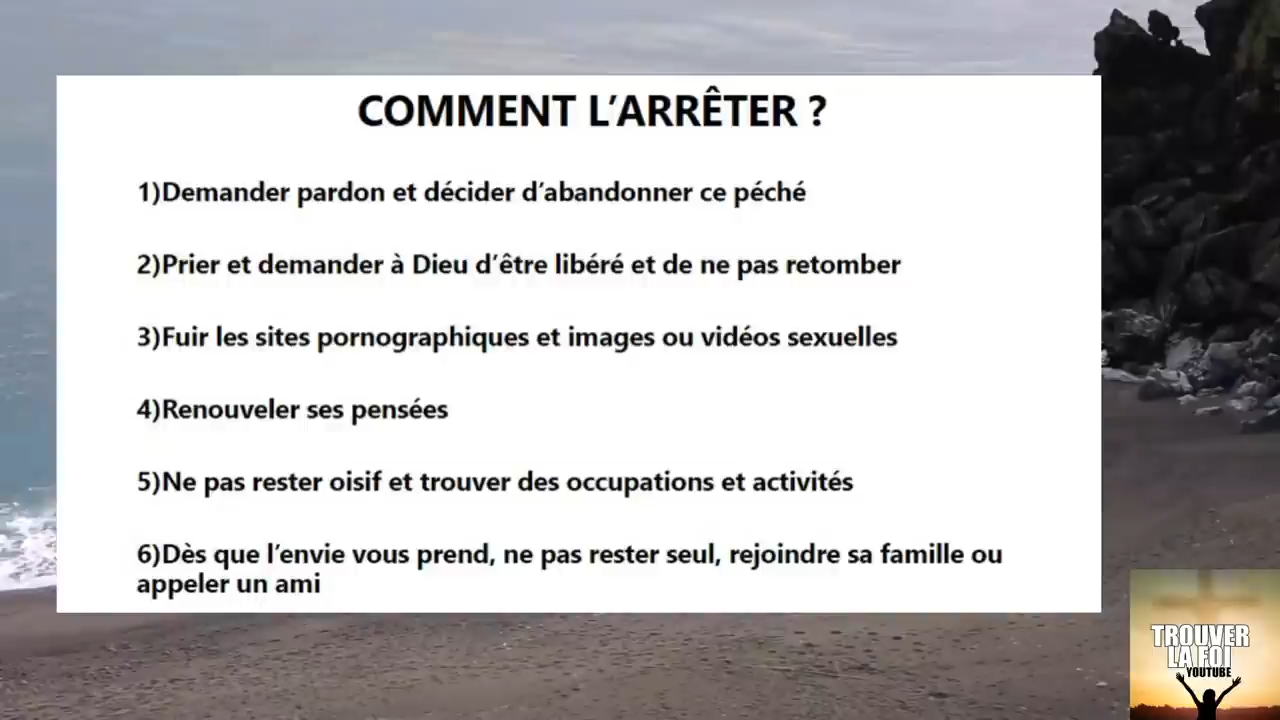 COMMENT L’ARRÊTER ?
1)Demander pardon et décider d’abandonner ce péché
2)Prier et demander à Dieu d’être libéré et de ne pas retomber
3)Fuir les sites pornographiques et images ou vidéos sexuelles
4)Renouveler ses pensées
5)Ne pas rester oisif et trouver des occupations et activités
6)Dès que l’envie vous prend, ne pas rester seul, rejoindre sa famille ou
appeler un ami
TROUVER
LA FOI
YOUTUBE